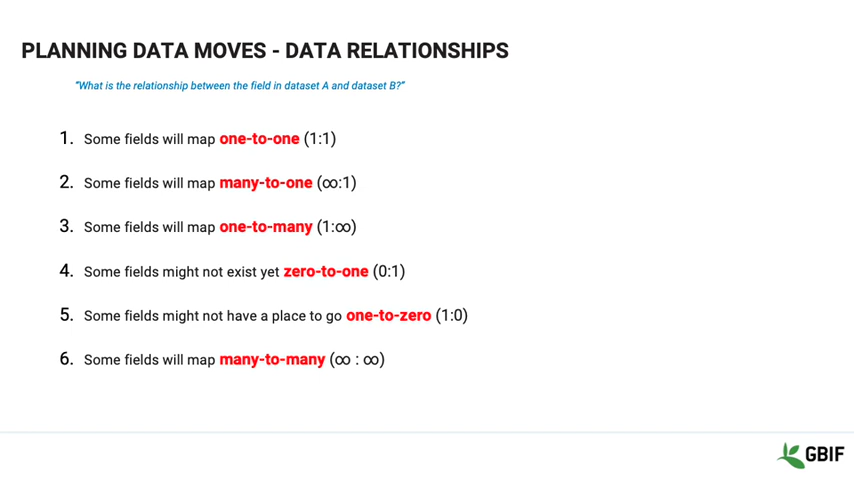 PLANNING DATA MOVES - DATA RELATIONSHIPS
"What is the relationship between the field in dataset A and dataset B?"
1. Some fields will map one-to-one (1:1)
2. Some fields will map many-to-one (∞:1)
3. Some fields will map one-to-many (1:∞)
4. Some fields might not exist yet zero-to-one (0:1)
5. Some fields might not have a place to go one-to-zero (1:0)
6. Some fields will map many-to-many (∞ : ∞)
GBIF